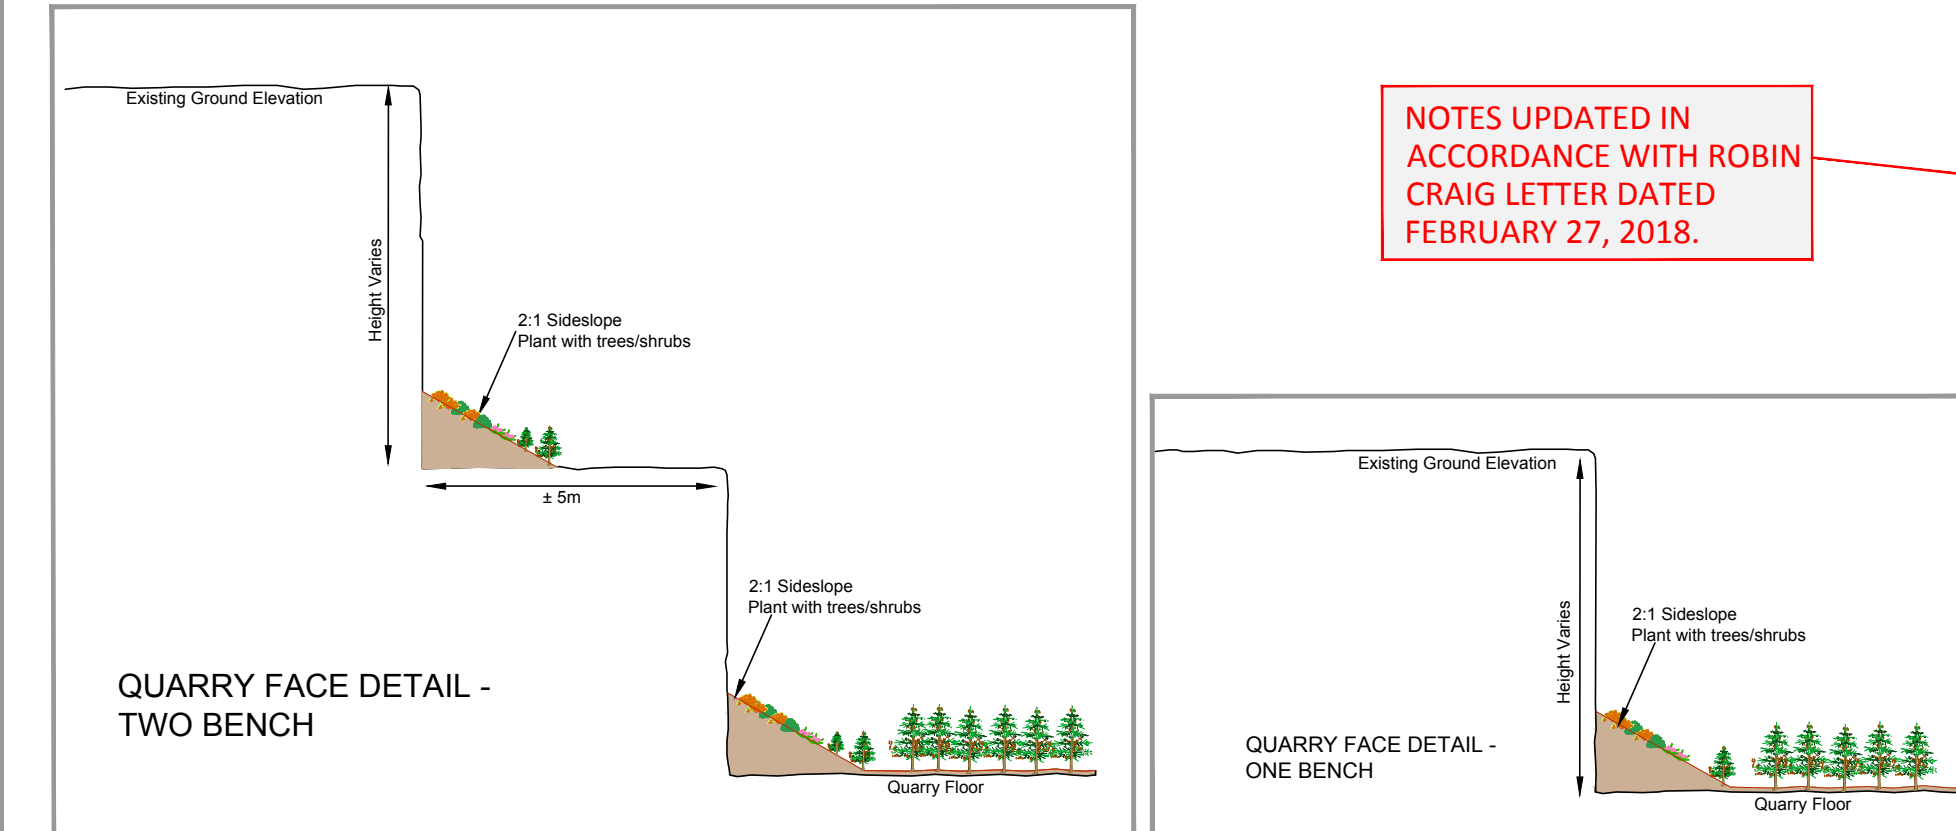 Existing Ground Elevation
Height Varies
2:1 Sideslope
Plant with trees/shrubs
± 5m
2:1 Sideslope
Plant with trees/shrubs
QUARRY FACE DETAIL -
TWO BENCH
Quarry Floor
NOTES UPDATED IN
ACCORDANCE WITH ROBIN
CRAIG LETTER DATED
FEBRUARY 27, 2018.
Existing Ground Elevation
Height Varies
2:1 Sideslope
Plant with trees/shrubs
QUARRY FACE DETAIL -
ONE BENCH
Quarry Floor